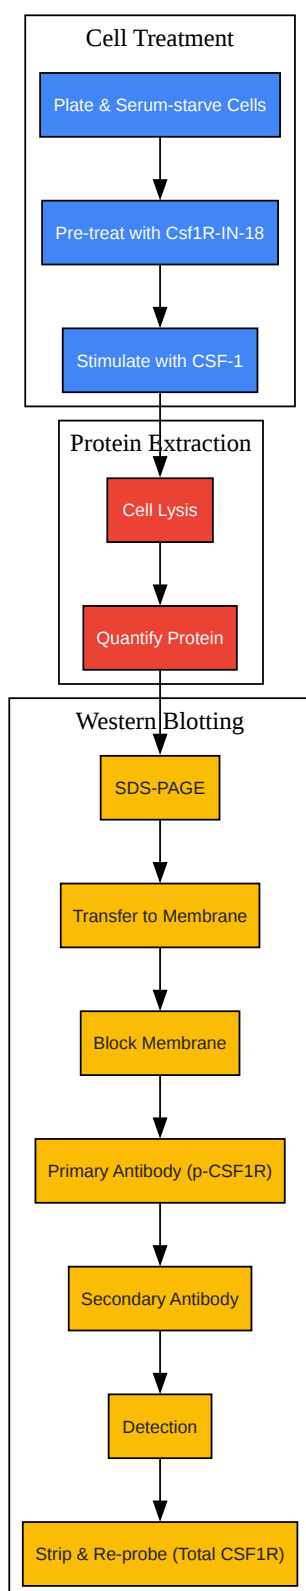 Cell Treatment
Plate & Serum-starve Cells
Pre-treat with Csf1R-IN-18
Stimulate with CSF-1
Protein Extraction
Cell Lysis
Quantify Protein
Western Blotting
SDS-PAGE
Transfer to Membrane
Block Membrane
Primary Antibody (p-CSF1R)
Secondary Antibody
Detection
Strip & Re-probe (Total CSF1R)